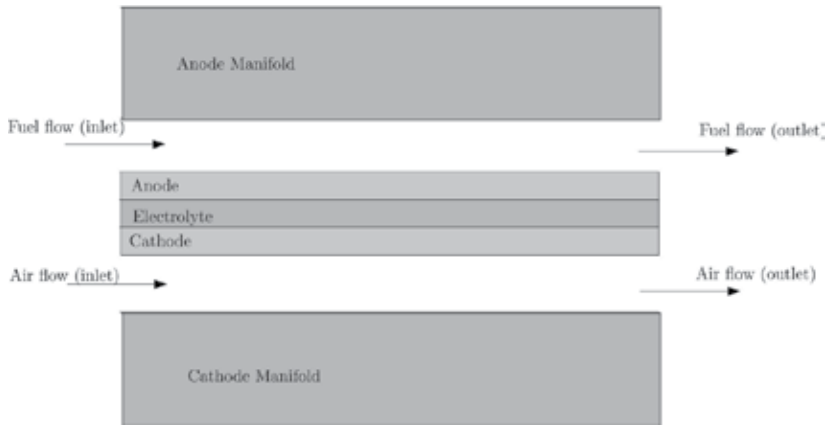 Anode Manifold
Fuel flow (inlet)
Fuel flow (outlet)
Anode
Electrolyte
Cathode
Air flow (inlet)
Air flow (outlet)
Cathode Manifold